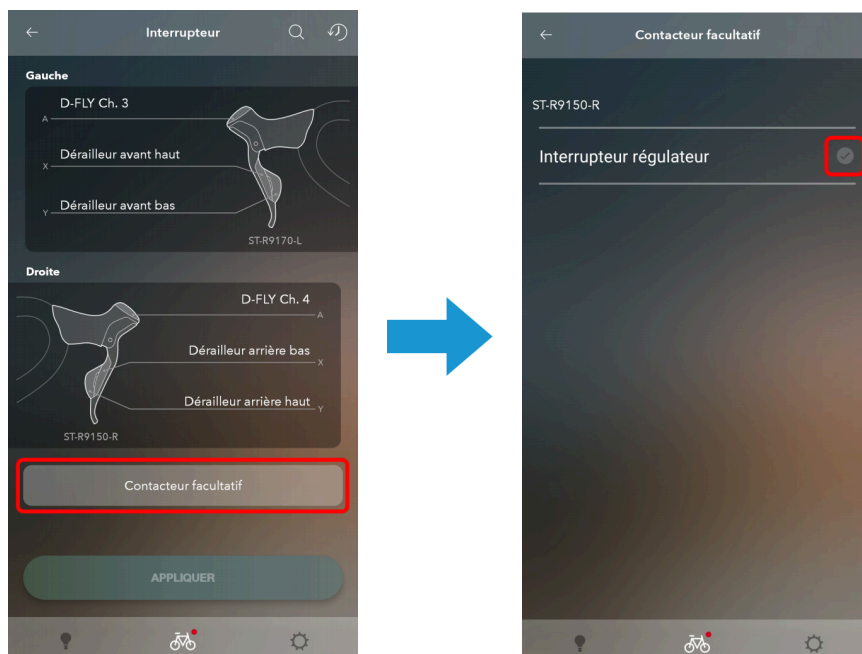 Interrupteur
Gauche
D-FLY Ch. 3
A
Dérailleur avant haut
X
Dérailleur avant bas
Y
ST-R9170-L
Droite
D-FLY Ch. 4
A
Dérailleur arrière bas
X
Dérailleur arrière haut
Y
ST-R9150-R
Contacteur facultatif
APPLIQUER
Contacteur facultatif
ST-R9150-R
Interrupteur régulateur